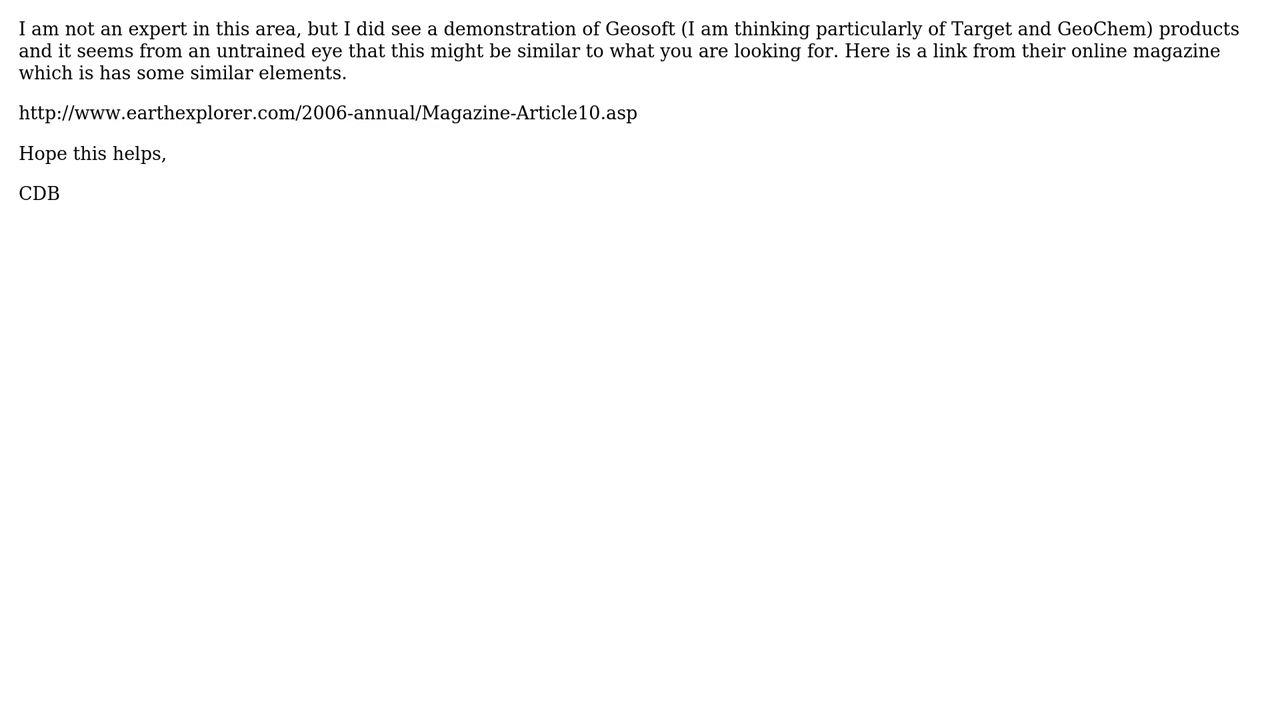 I am not an expert in this area, but I did see a demonstration of Geosoft (I am thinking particularly of Target and GeoChem) products
and it seems from an untrained eye that this might be similar to what you are looking for. Here is a link from their online magazine
which is has some similar elements.
http://www.earthexplorer.com/2006-annual/Magazine-Article10.asp
Hope this helps,
CDB